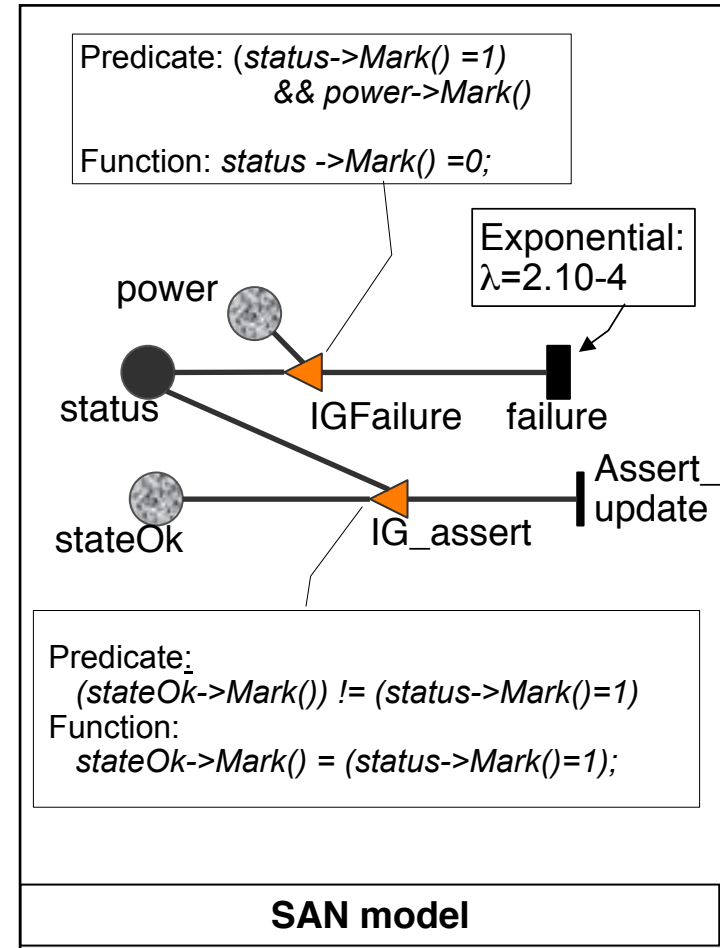 Predicate: (status->Mark() =1)
&& power->Mark()
Function: status ->Mark() =0;
Exponential:
λ=2.10-4
power
status
IGFailure
failure
Assert_
update
stateOk
IG_assert
Predicate:
(stateOk->Mark()) != (status->Mark()=1)
Function:
stateOk->Mark() = (status->Mark()=1);
SAN model